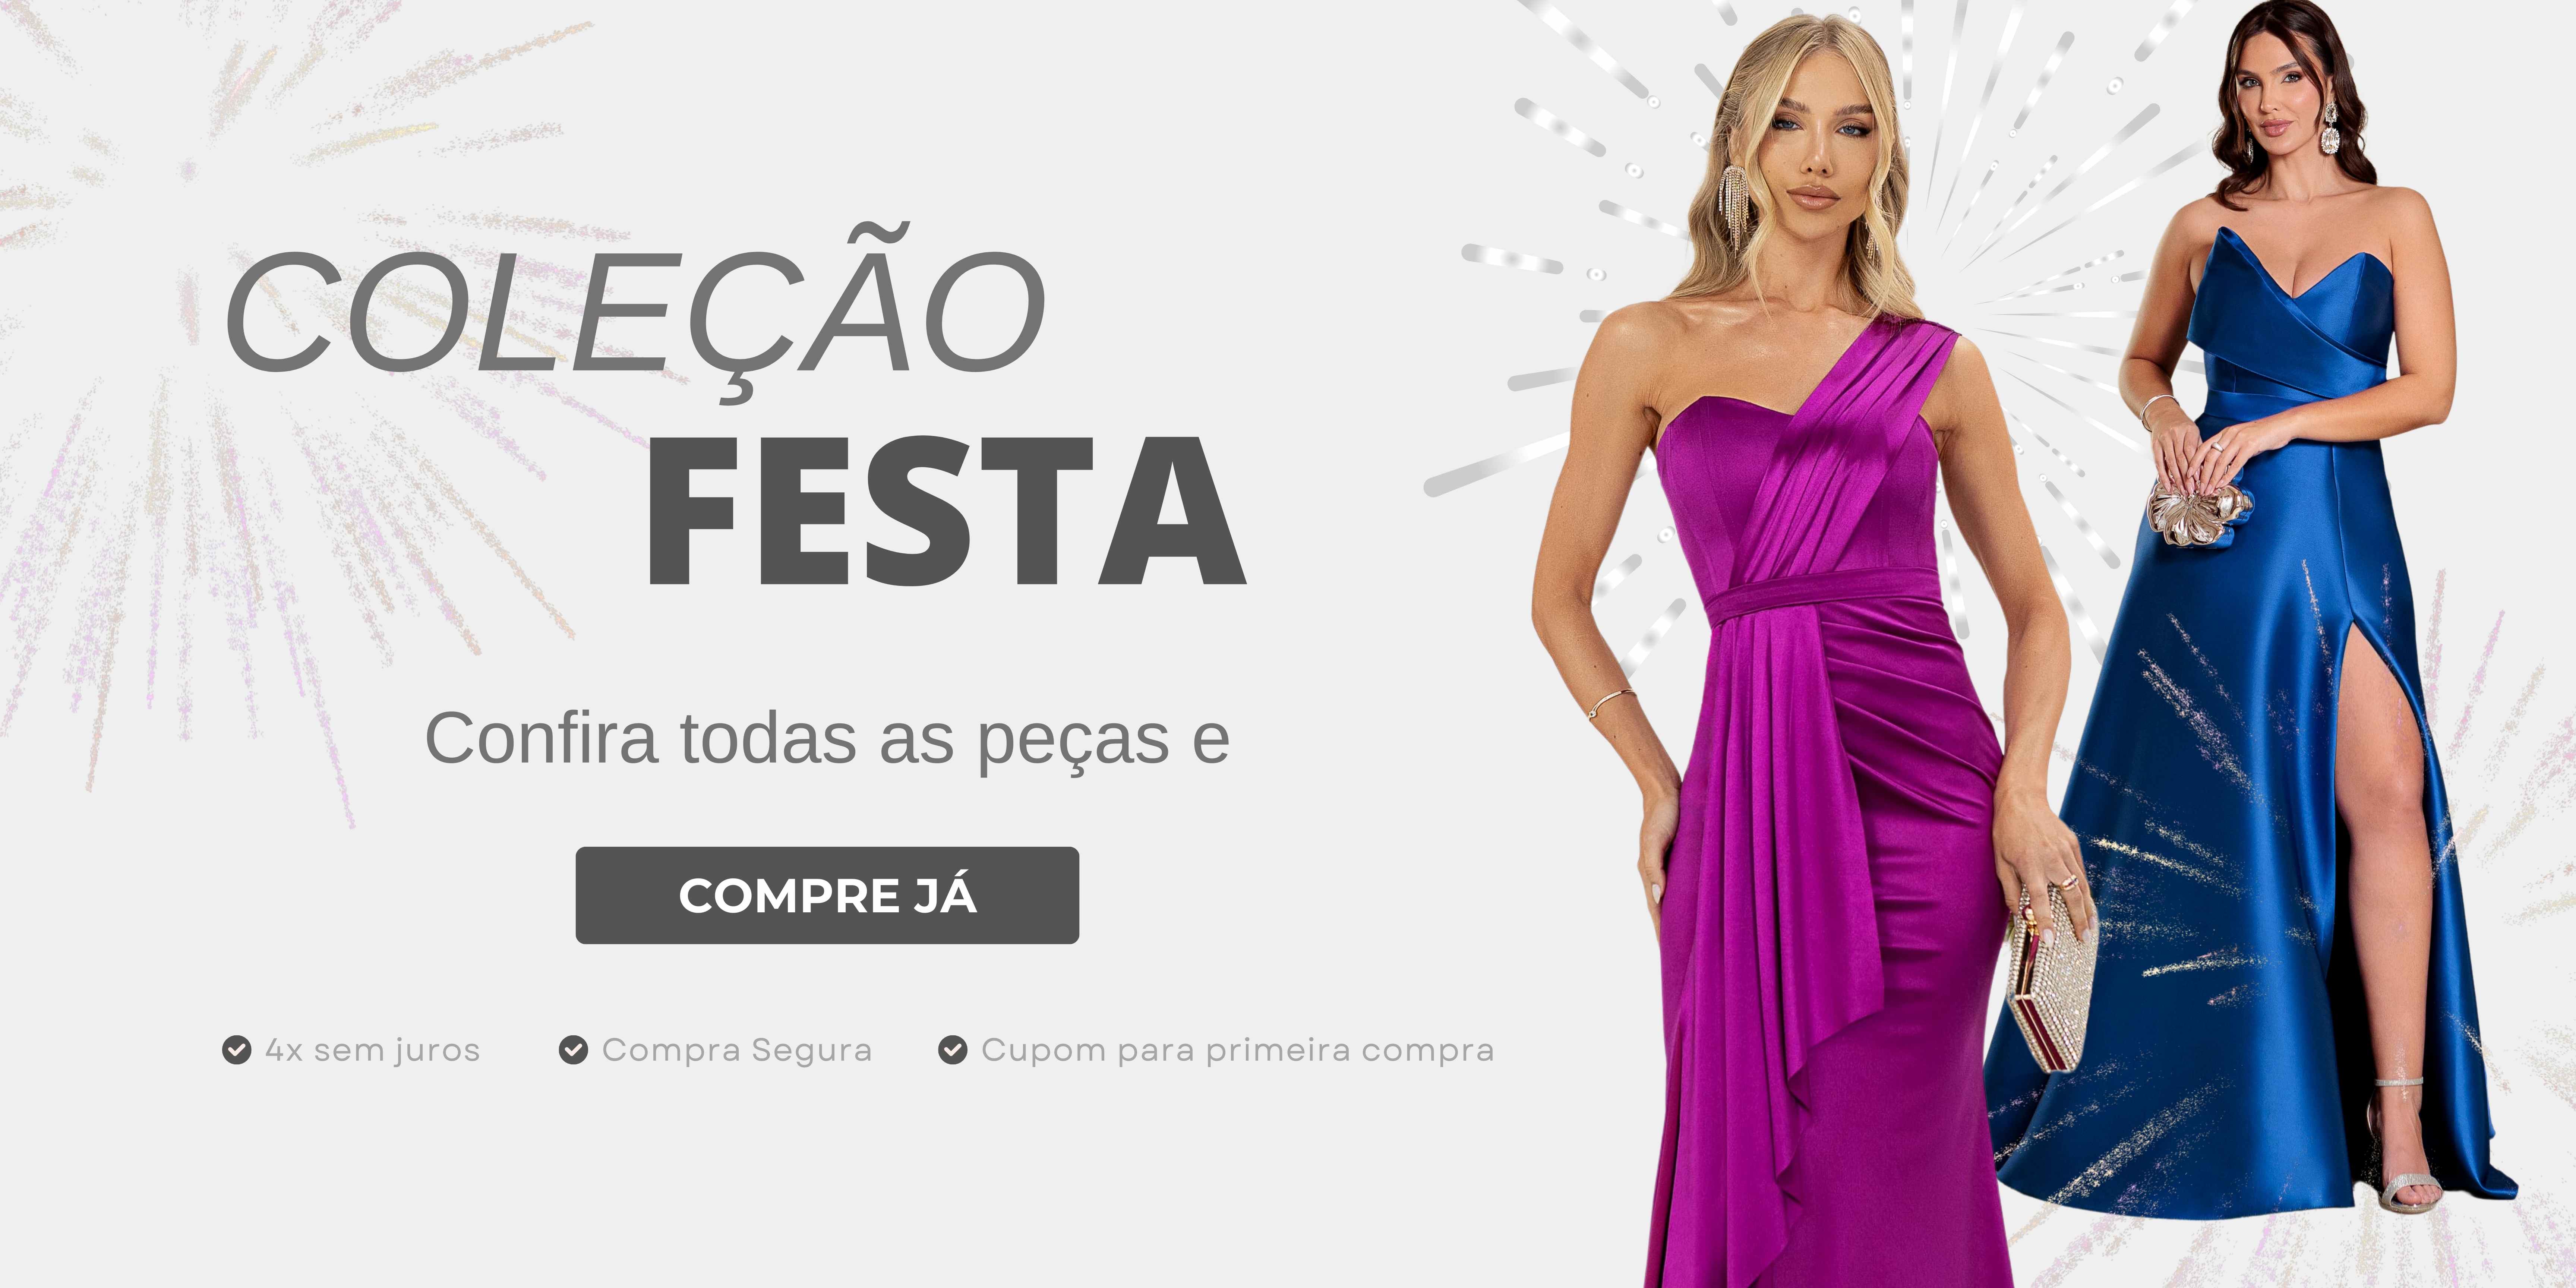 COLEÇÃO
FESTA
Confira todas as peças e
COMPRE JÁ
4x sem juros
Compra Segura
Cupom para primeira compra